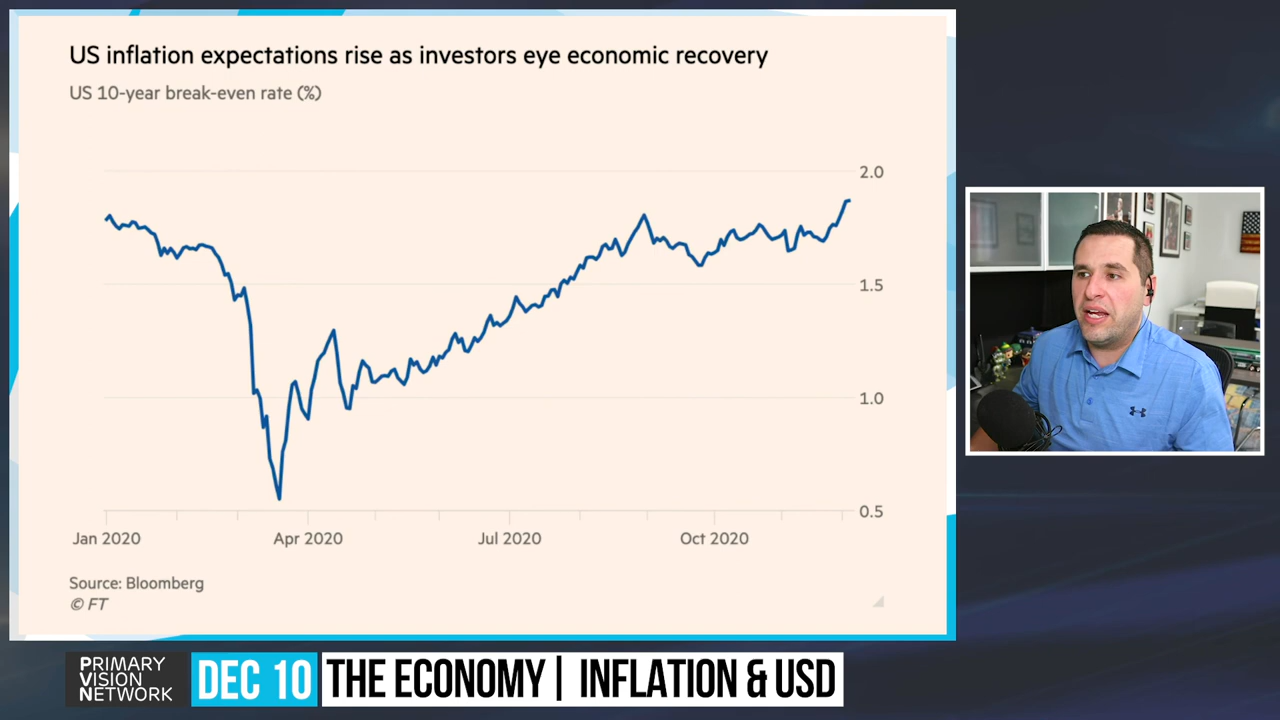 US inflation expectations rise as investors eye economic recovery
US 10-year break-even rate (%)
2.0
1.5
1.0
0.5
Jan 2020 Apr 2020 Jul 2020 Oct 2020
Source: Bloomberg
© FT
PRIMARY
VISION
NETWORK
DEC 10 THE ECONOMY | INFLATION & USD